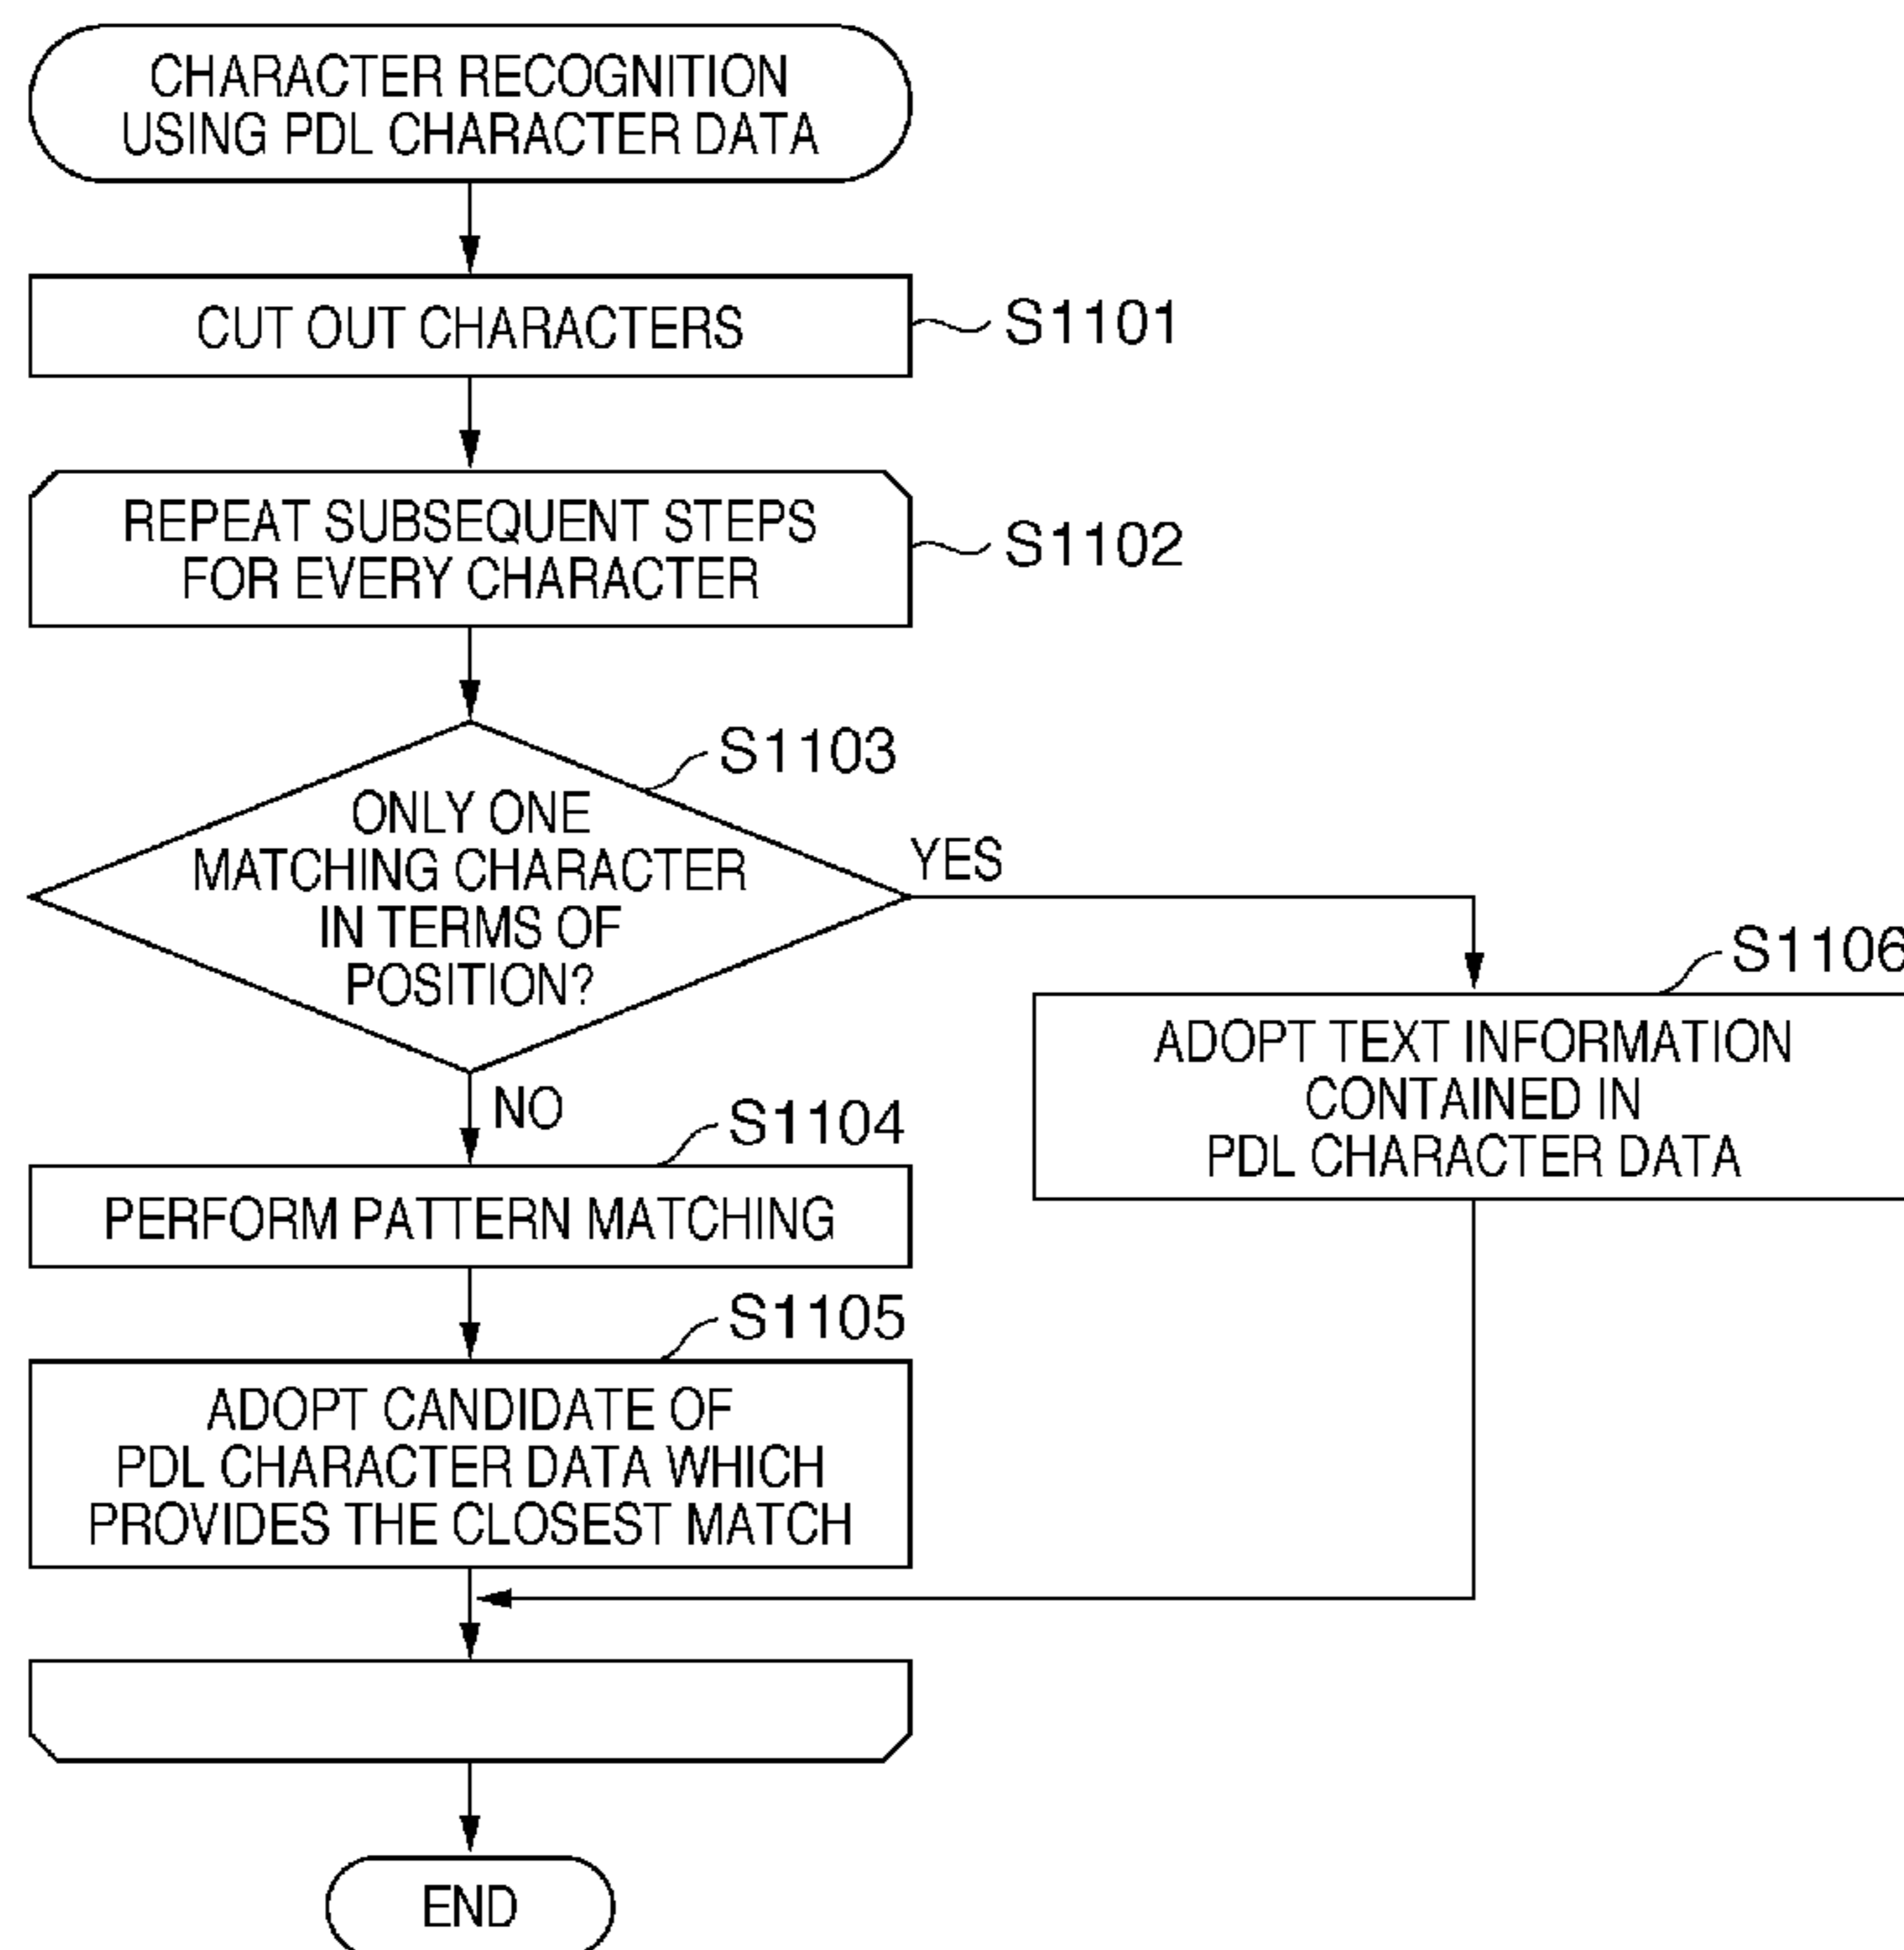 CHARACTER RECOGNITION
USING PDL CHARACTER DATA
CUT OUT CHARACTERS
S1101
REPEAT SUBSEQUENT STEPS
FOR EVERY CHARACTER
S1102
S1103
ONLY ONE
MATCHING CHARACTER
IN TERMS OF
POSITION?
YES
NO
S1106
ADOPT TEXT INFORMATION
CONTAINED IN
PDL CHARACTER DATA
S1104
PERFORM PATTERN MATCHING
S1105
ADOPT CANDIDATE OF
PDL CHARACTER DATA WHICH
PROVIDES THE CLOSEST MATCH
END